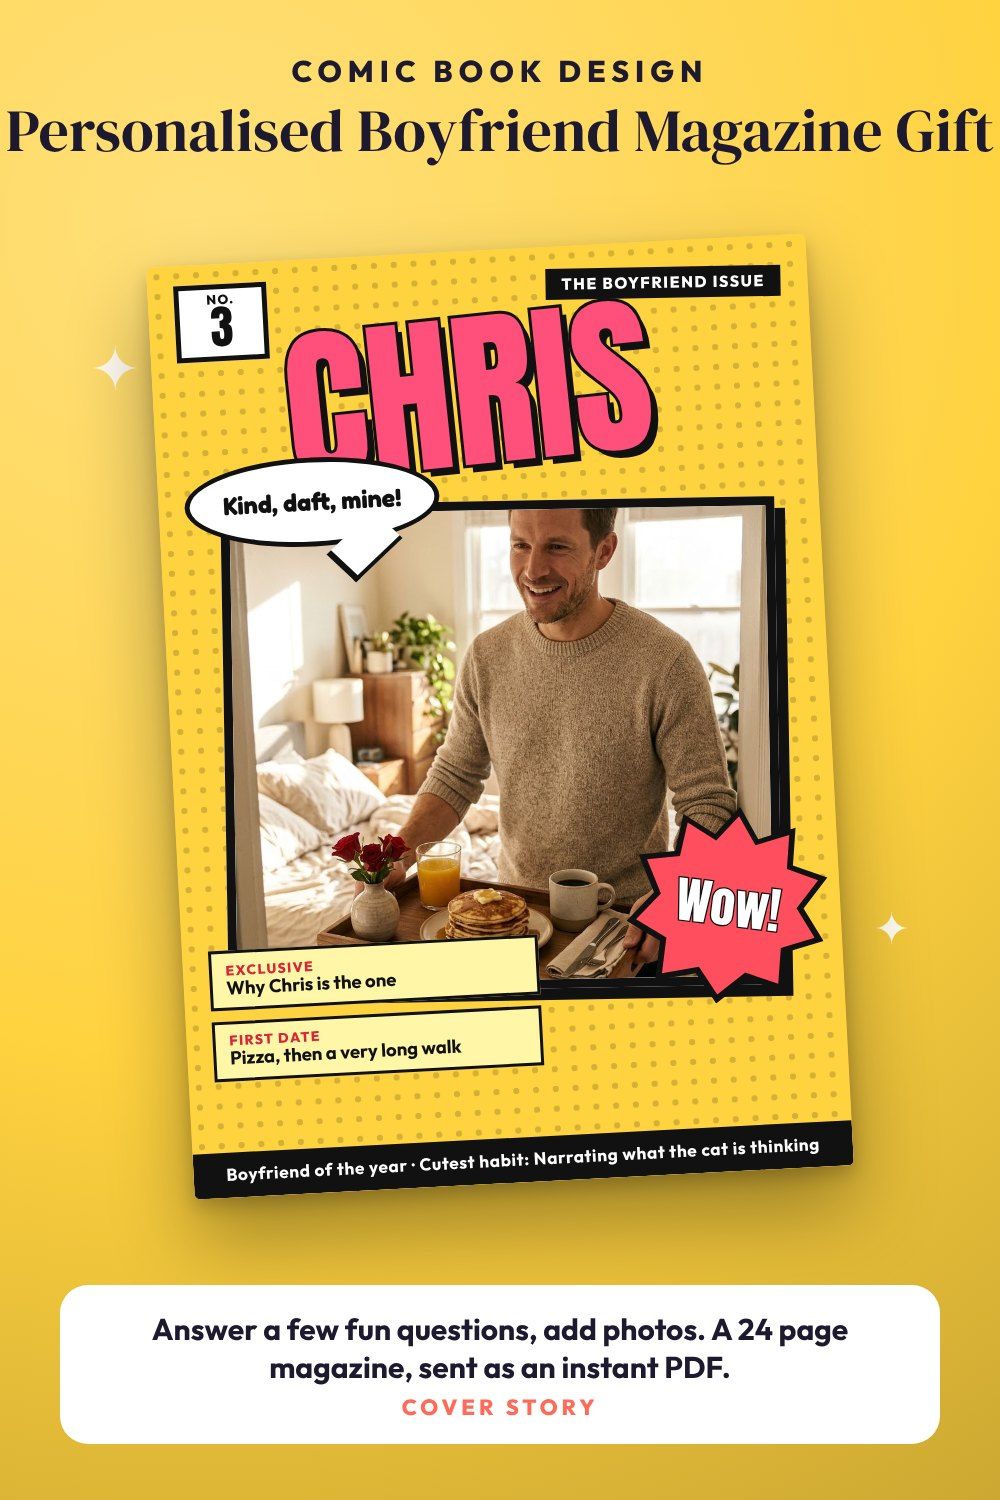 COMIC BOOK DESIGN
Personalised Boyfriend Magazine Gift
NO.
3
THE BOYFRIEND ISSUE
CHRIS
Kind, daft, mine!
Wow!
EXCLUSIVE
Why Chris is the one
FIRST DATE
Pizza, then a very long walk
Boyfriend of the year · Cutest habit: Narrating what the cat is thinking
Answer a few fun questions, add photos. A 24 page
magazine, sent as an instant PDF.
COVER STORY